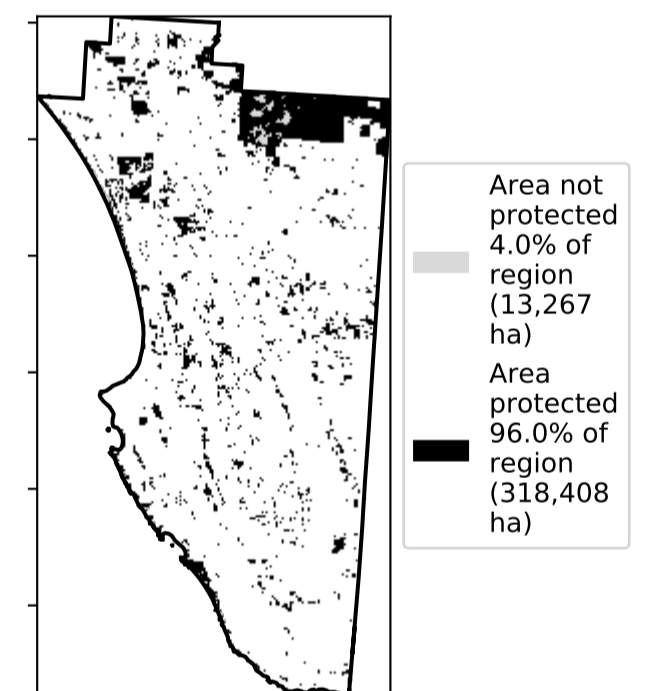 Area not
protected
4.0% of
region
(13,267
ha)
Area
protected
96.0% of
region
(318,408
ha)